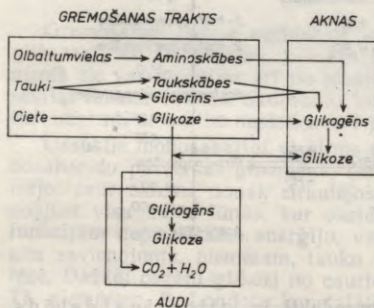 GREMOŠANAS TRAKTS
AKNAS
Olbaltumvielas Aminoskābes
Tauki Taukskābes
Glicerīns
Glikogēns
Ciete Glikoze
Glikoze
Glikogēns
Glikoze
CO₂ + H₂O
AUDI